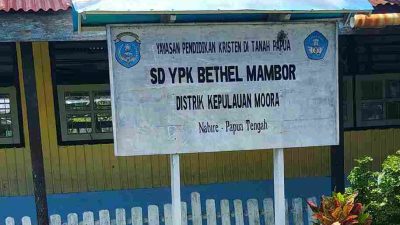 YAYASAN PENDIDIKAN KRISTEN DI TANAH PAPUA
SD YPK BETHEL MAMBOR
DISTRIK KEPULAUAN MOORA
Nabire - Papua Tengah